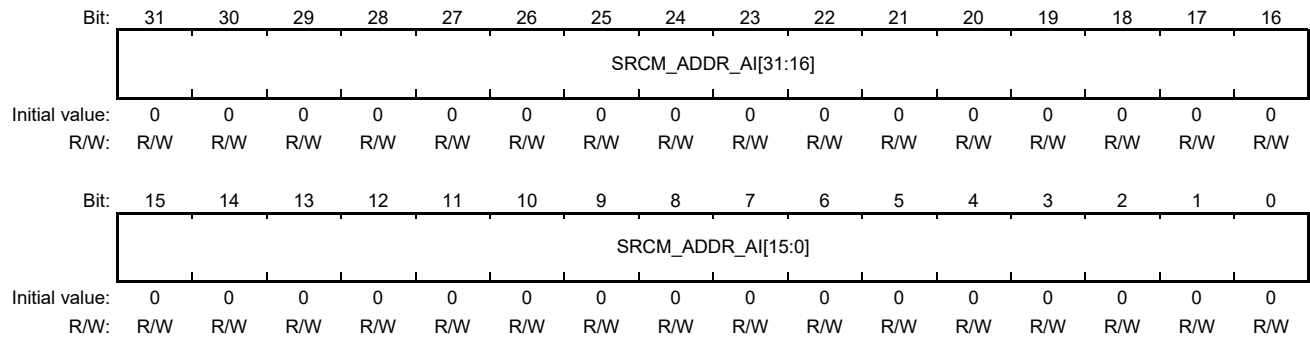 Bit: 31 30 29 28 27 26 25 24 23 22 21 20 19 18 17 16
SRCM_ADDR_AI[31:16]
Initial value: 0 0 0 0 0 0 0 0 0 0 0 0 0 0 0 0
R/W: R/W R/W R/W R/W R/W R/W R/W R/W R/W R/W R/W R/W R/W R/W R/W R/W
Bit: 15 14 13 12 11 10 9 8 7 6 5 4 3 2 1 0
SRCM_ADDR_AI[15:0]
Initial value: 0 0 0 0 0 0 0 0 0 0 0 0 0 0 0 0
R/W: R/W R/W R/W R/W R/W R/W R/W R/W R/W R/W R/W R/W R/W R/W R/W R/W